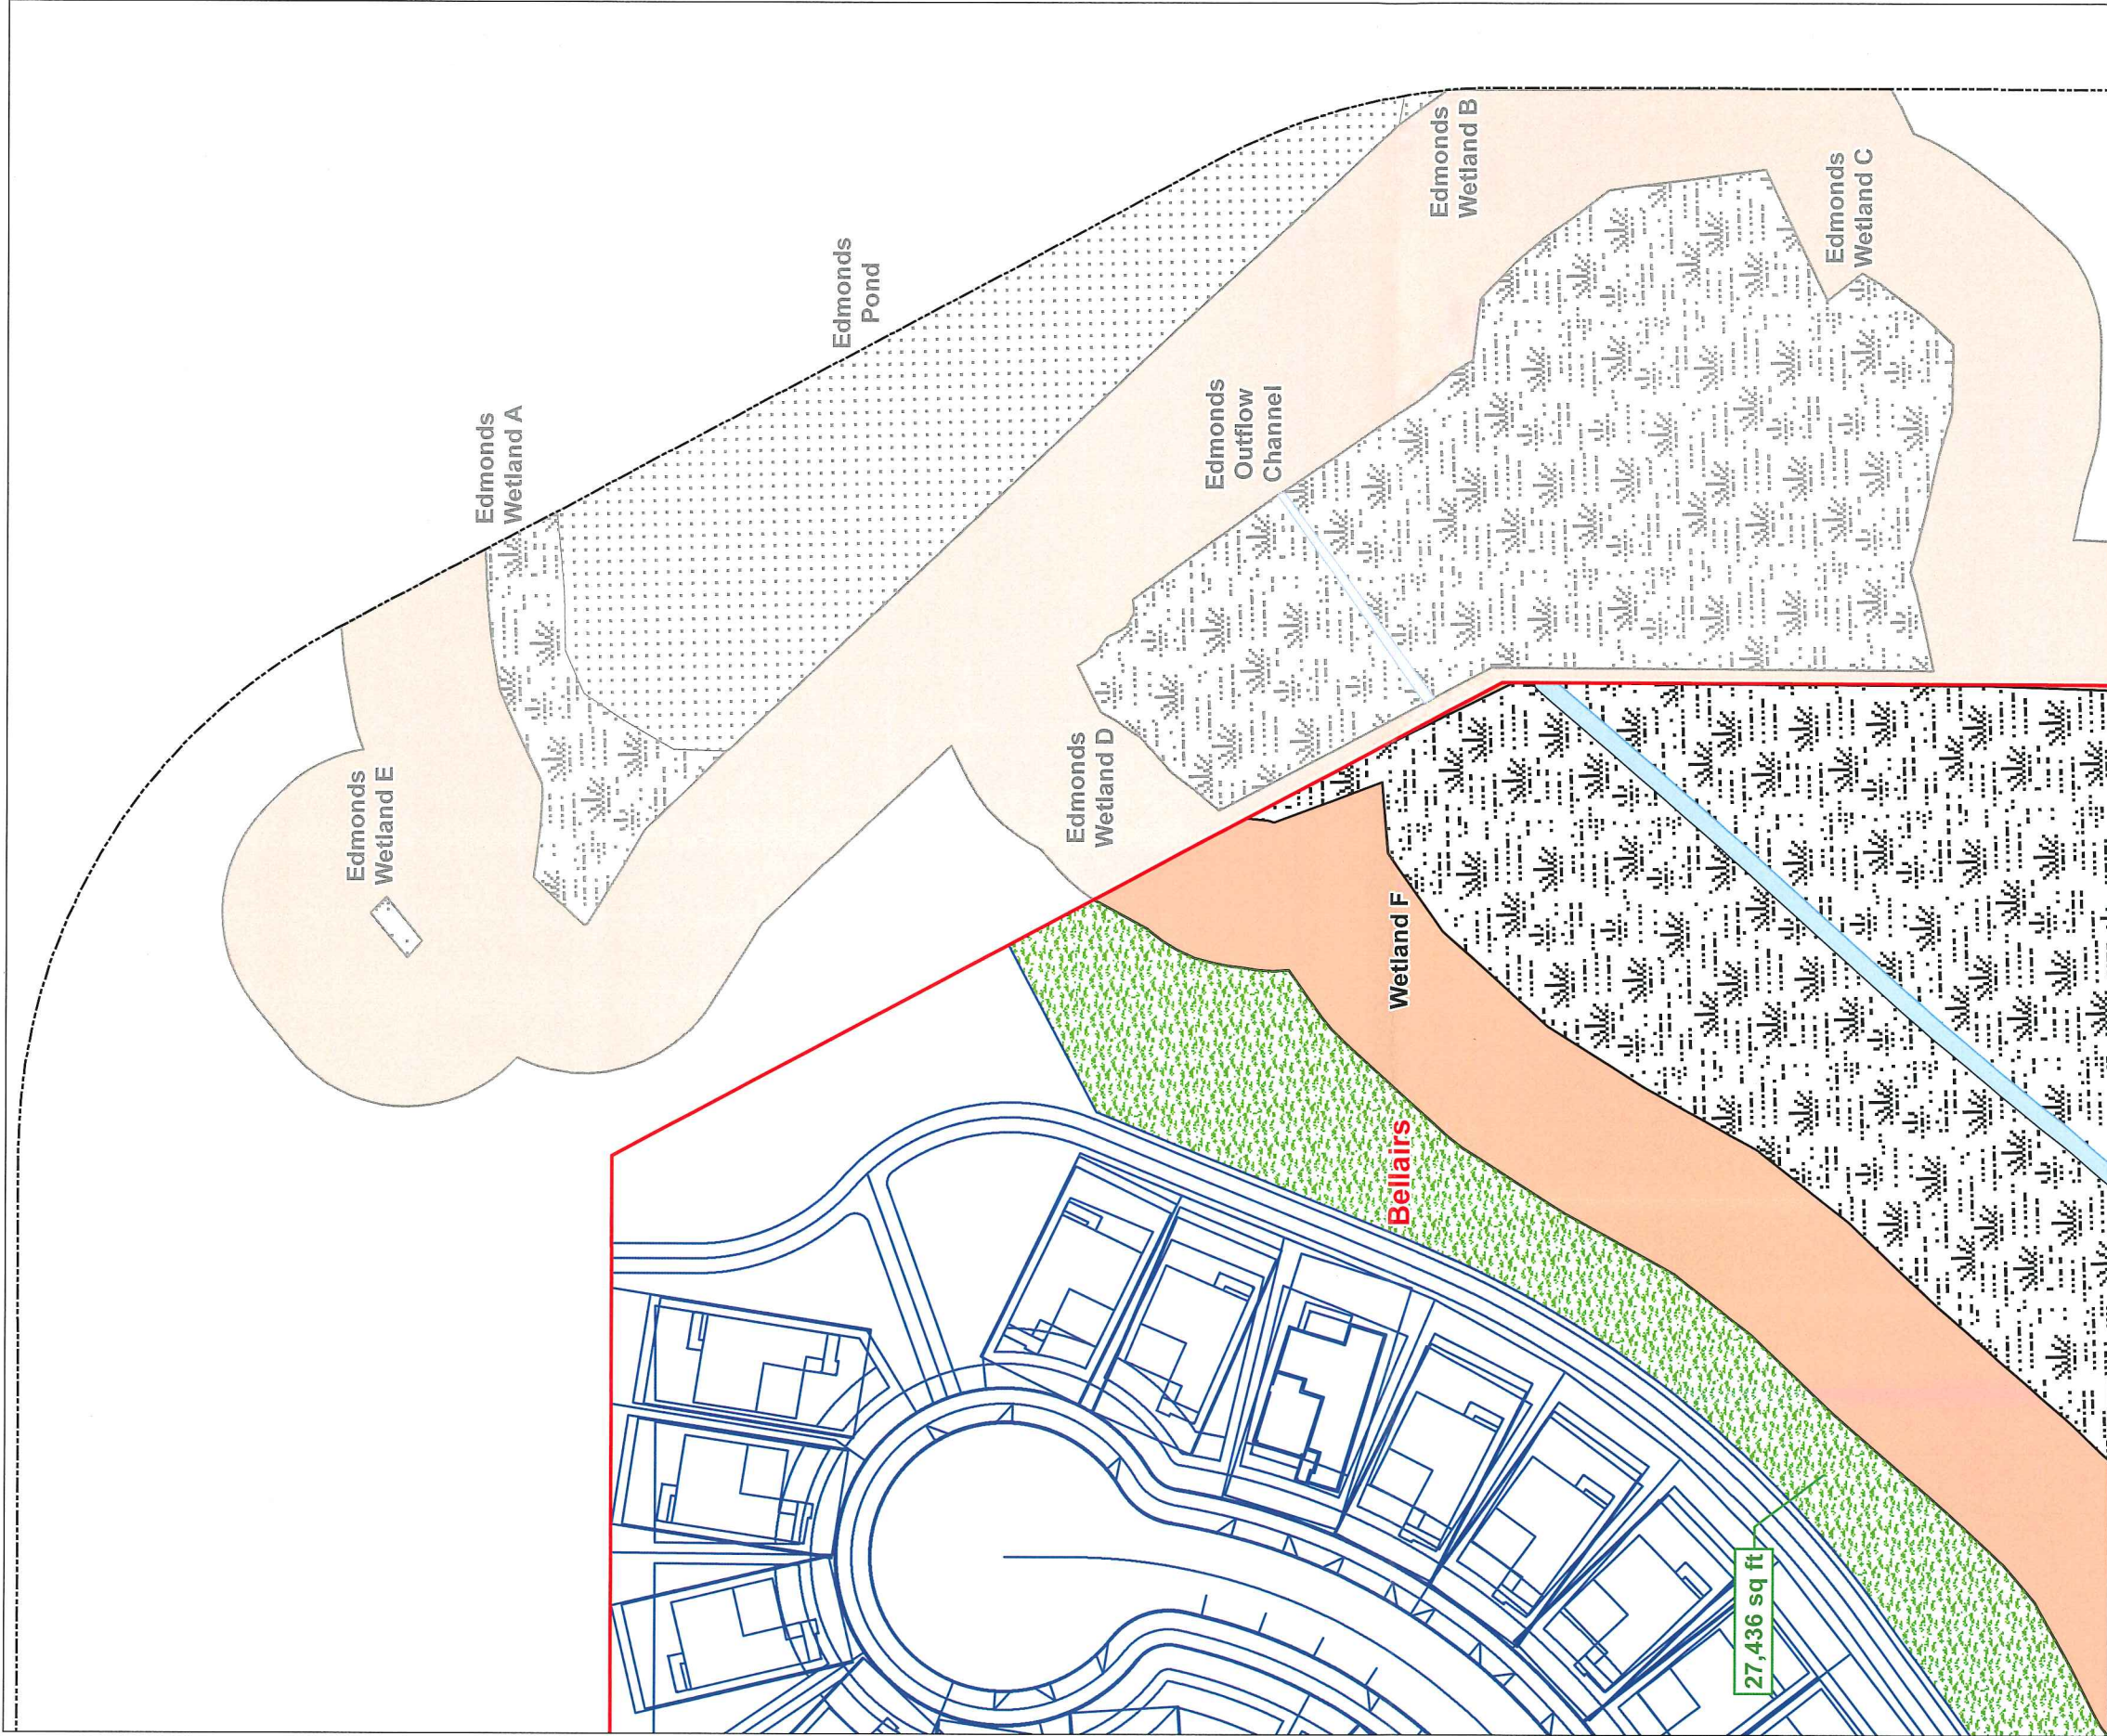 Edmonds
Wetland E
Edmonds
Wetland A
Edmonds
Pond
Edmonds
Wetland D
Edmonds
Outflow
Channel
Edmonds
Wetland B
Edmonds
Wetland C
Wetland F
Bellairs
27,436 sq ft